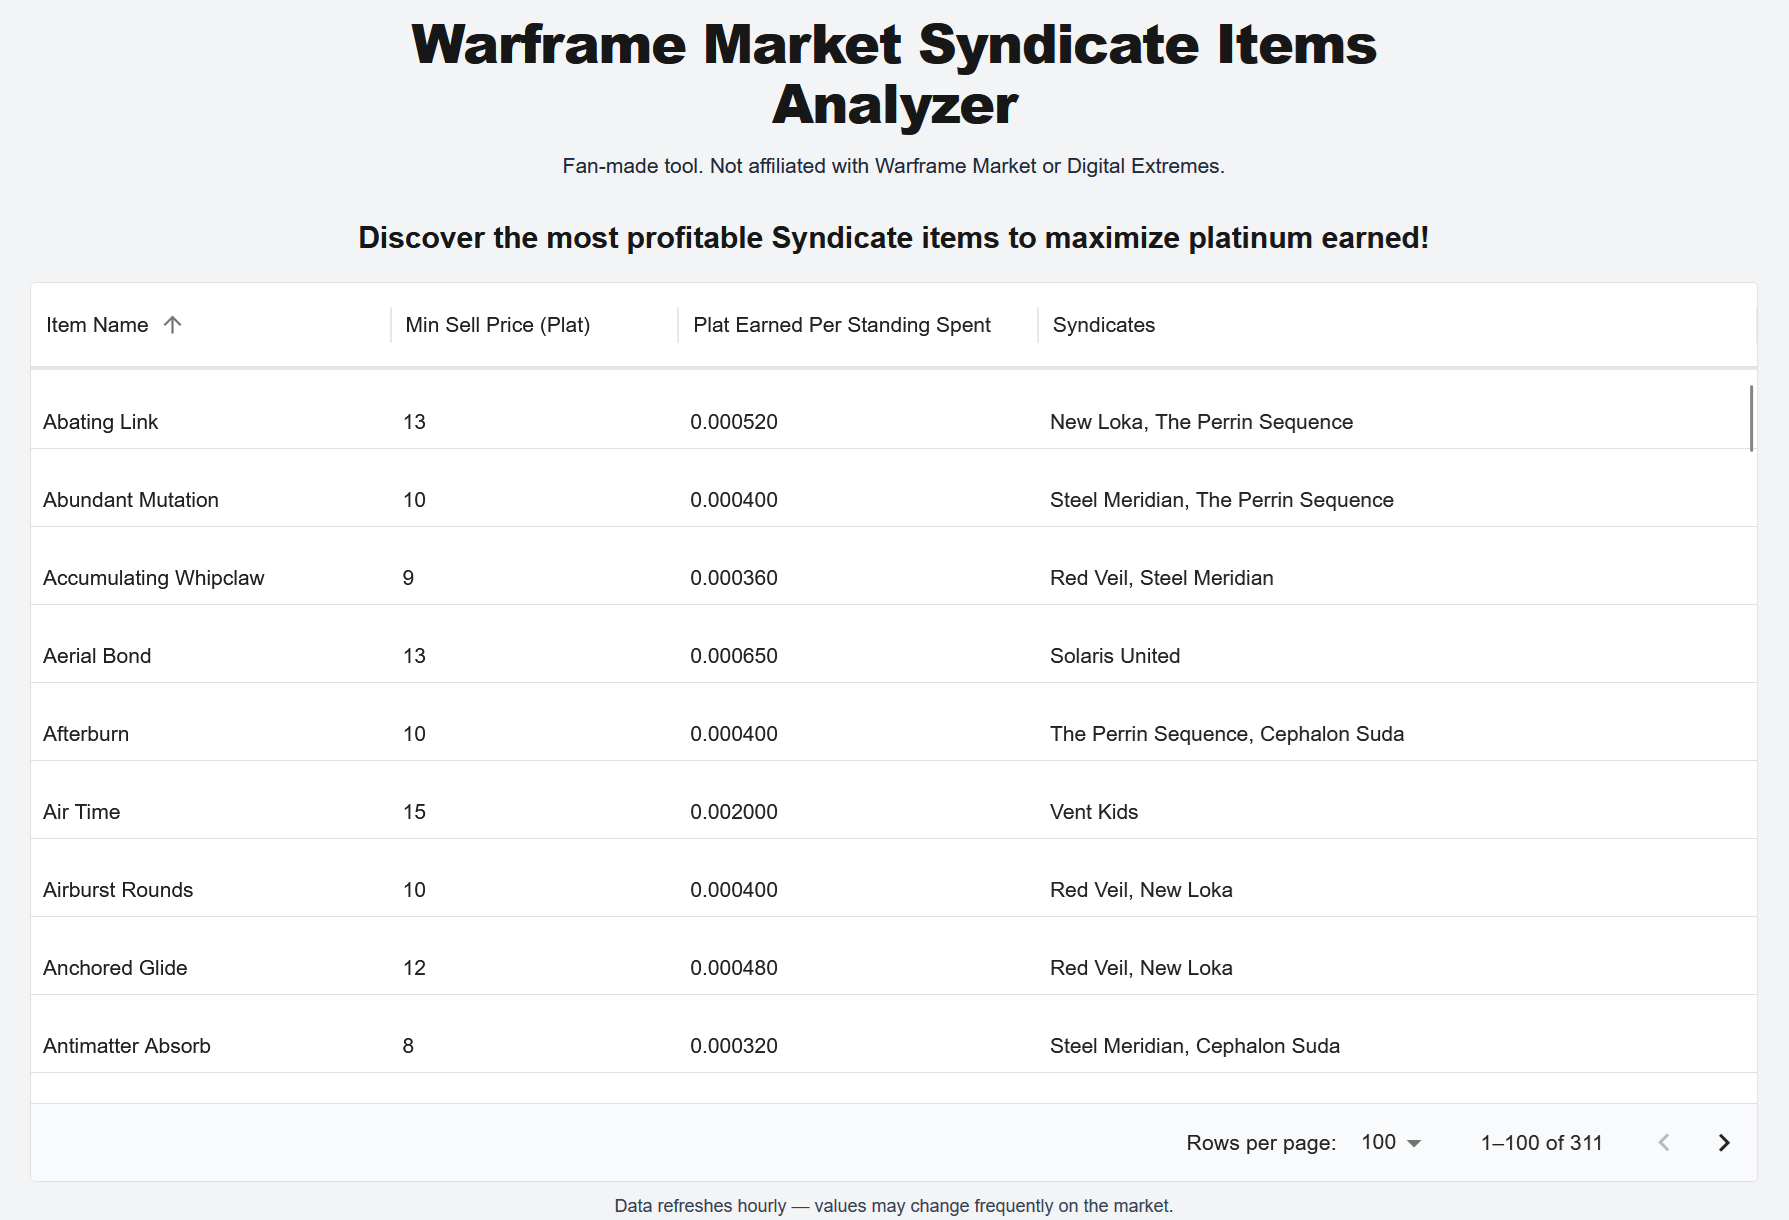 Warframe Market Syndicate Items
Analyzer
Fan-made tool. Not affiliated with Warframe Market or Digital Extremes.
Discover the most profitable Syndicate items to maximize platinum earned!
Item Name Min Sell Price (Plat) Plat Earned Per Standing Spent Syndicates
Abating Link 13 0.000520 New Loka, The Perrin Sequence
Abundant Mutation 10 0.000400 Steel Meridian, The Perrin Sequence
Accumulating Whipclaw 9 0.000360 Red Veil, Steel Meridian
Aerial Bond 13 0.000650 Solaris United
Afterburn 10 0.000400 The Perrin Sequence, Cephalon Suda
Air Time 15 0.002000 Vent Kids
Airburst Rounds 10 0.000400 Red Veil, New Loka
Anchored Glide 12 0.000480 Red Veil, New Loka
Antimatter Absorb 8 0.000320 Steel Meridian, Cephalon Suda
Rows per page: 100 1–100 of 311
Data refreshes hourly — values may change frequently on the market.